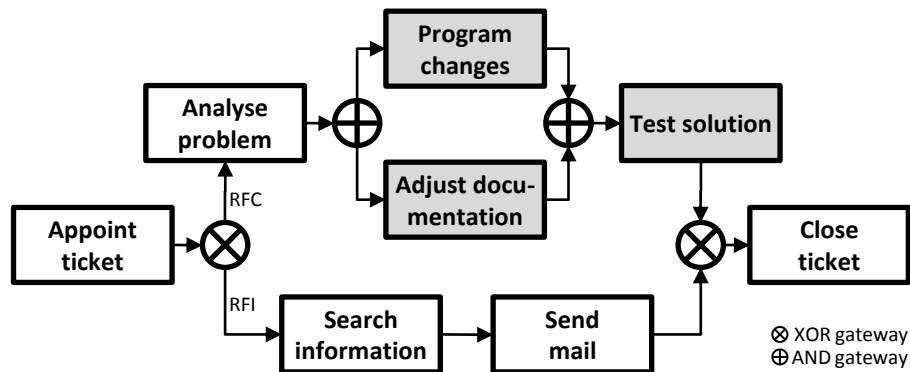 Program
changes
Analyse
problem
Test solution
Adjust docu-
mentation
RFC
Appoint
ticket
Close
ticket
RFI
Search
information
Send
mail
XOR gateway
AND gateway